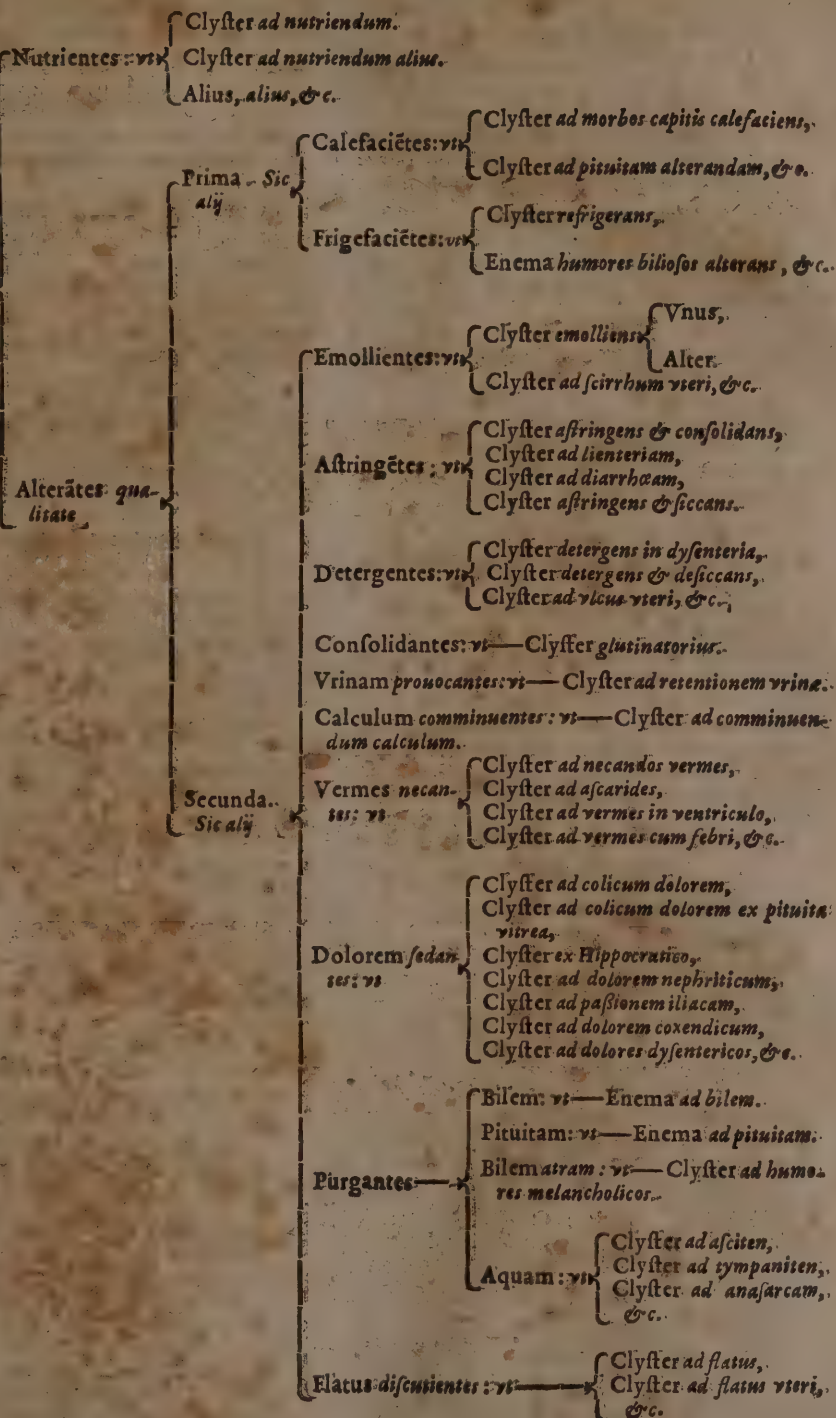 Clyſter ad nutriendum.
Nutrientes: vt Clyſter ad nutriendum alius.
Alius, alius, &c.
Clyſter ad morbos capitis calefaciens,
Calefaciẽtes: vt
Clyſter ad pituitam alterandam, &c.
Prima. Sic
alij
Clyſter refrigerans,
Frigefaciẽtes: vt
Enema humores bilioſos alterans, &c.
Vnus,
Clyſter emolliens
Emollientes: vt Alter.
Clyſter ad ſcirrhum vteri, &c.
Clyſter aſtringens & conſolidans,
Clyſter ad lienteriam,
Aſtringẽtes: vt
Clyſter ad diarrhœam,
Clyſter aſtringens & ſiccans.
Alterãtes qua-
litate
Clyſter detergens in dyſenteria,
Detergentes: vt Clyſter detergens & deſiccans,
Clyſter ad vlcus vteri, &c.
Conſolidantes: vt—Clyſter glutinatorius.
Vrinam prouocantes: vt—Clyſter ad retentionem vrinæ.
Calculum comminuentes: vt—Clyſter ad comminuen-
dum calculum.
Clyſter ad necandos vermes,
Vermes necan- Clyſter ad aſcarides,
tes: vt Clyſter ad vermes in ventriculo,
Clyſter ad vermes cum febri, &c.
Secunda.
Sic alij
Clyſter ad colicum dolorem,
Clyſter ad colicum dolorem ex pituita
vitrea,
Dolorem ſedan- Clyſter ex Hippocratico,
tes: vt Clyſter ad dolorem nephriticum,
Clyſter ad paßionem iliacam,
Clyſter ad dolorem coxendicum,
Clyſter ad dolores dyſentericos, &c.
Bilem: vt—Enema ad bilem.
Pituitam: vt—Enema ad pituitam.
Purgantes— Bilem atram: vt—Clyſter ad humo-
res melancholicos.
Clyſter ad aſciten,
Aquam: vt Clyſter ad tympaniten,
Clyſter ad anaſarcam,
&c.
Clyſter ad flatus,
Flatus diſcutientes: vt— Clyſter ad flatus vteri,
&c.